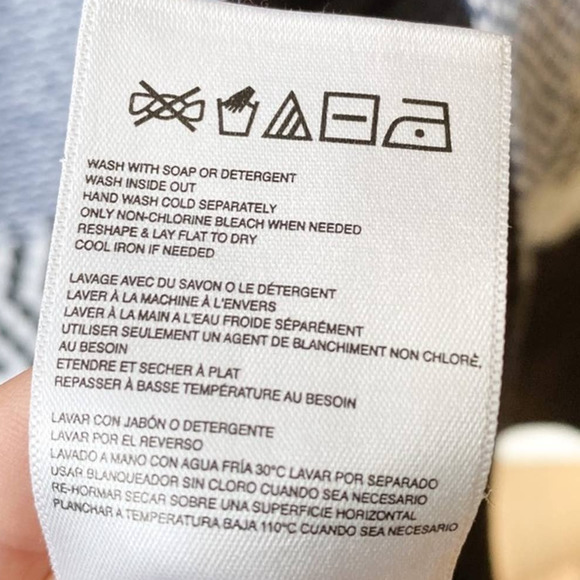 WASH WITH SOAP OR DETERGENT
WASH INSIDE OUT
HAND WASH COLD SEPARATELY
ONLY NON-CHLORINE BLEACH WHEN NEEDED
RESHAPE & LAY FLAT TO DRY
COOL IRON IF NEEDED
LAVAGE AVEC DU SAVON O LE DÉTERGENT
LAVER À LA MACHINE À L'ENVERS
LAVER À LA MAIN A L'EAU FROIDE SÉPARÉMENT
UTILISER SEULEMENT UN AGENT DE BLANCHIMENT NON CHLORÈ,
AU BESOIN
ETENDRE ET SECHER À PLAT
REPASSER À BASSE TEMPÉRATURE AU BESOIN
LAVAR CON JABÓN O DETERGENTE
LAVAR POR EL REVERSO
LAVADO A MANO CON AGUA FRÍA 30°C LAVAR POR SEPARADO
USAR BLANQUEADOR SIN CLORO CUANDO SEA NECESARIO
RE-HORMAR SECAR SOBRE UNA SUPERFICIE HORIZONTAL
PLANCHAR A TEMPERATURA BAJA 110°C CUANDO SEA NECESARIO